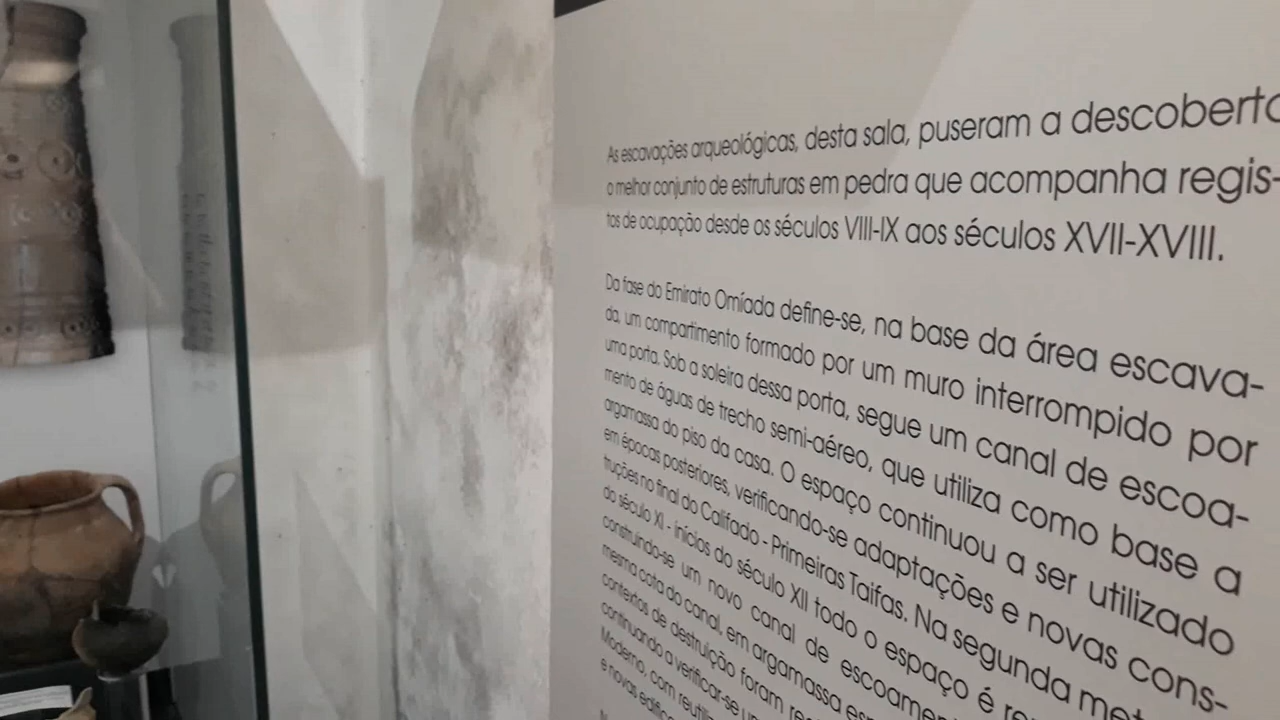 As escavações arqueológicas, desta sala, puseram a descoberto
o melhor conjunto de estruturas em pedra que acompanha regis-
tos de ocupação desde os séculos VIII-IX aos séculos XVII-XVIII.
Da fase do Emirato Omíada define-se, na base da área escava-
da, um compartimento formado por um muro interrompido por
uma porta. Sob a soleira dessa porta, segue um canal de escoa-
mento de águas de trecho semi-aéreo, que utiliza como base a
argamassa do piso da casa. O espaço continuou a ser utilizado
em épocas posteriores, verificando-se adaptações e novas cons-
truções no final do Califado - Primeiras Taifas. Na segunda met
do século XI - inícios do século XII todo o espaço é re
construindo-se um novo canal de escoamen
mesma cota do canal, em argamassa es
contextos de destruição foram re
continuando a verificar-se u
Moderno, com reutili
e novas edific